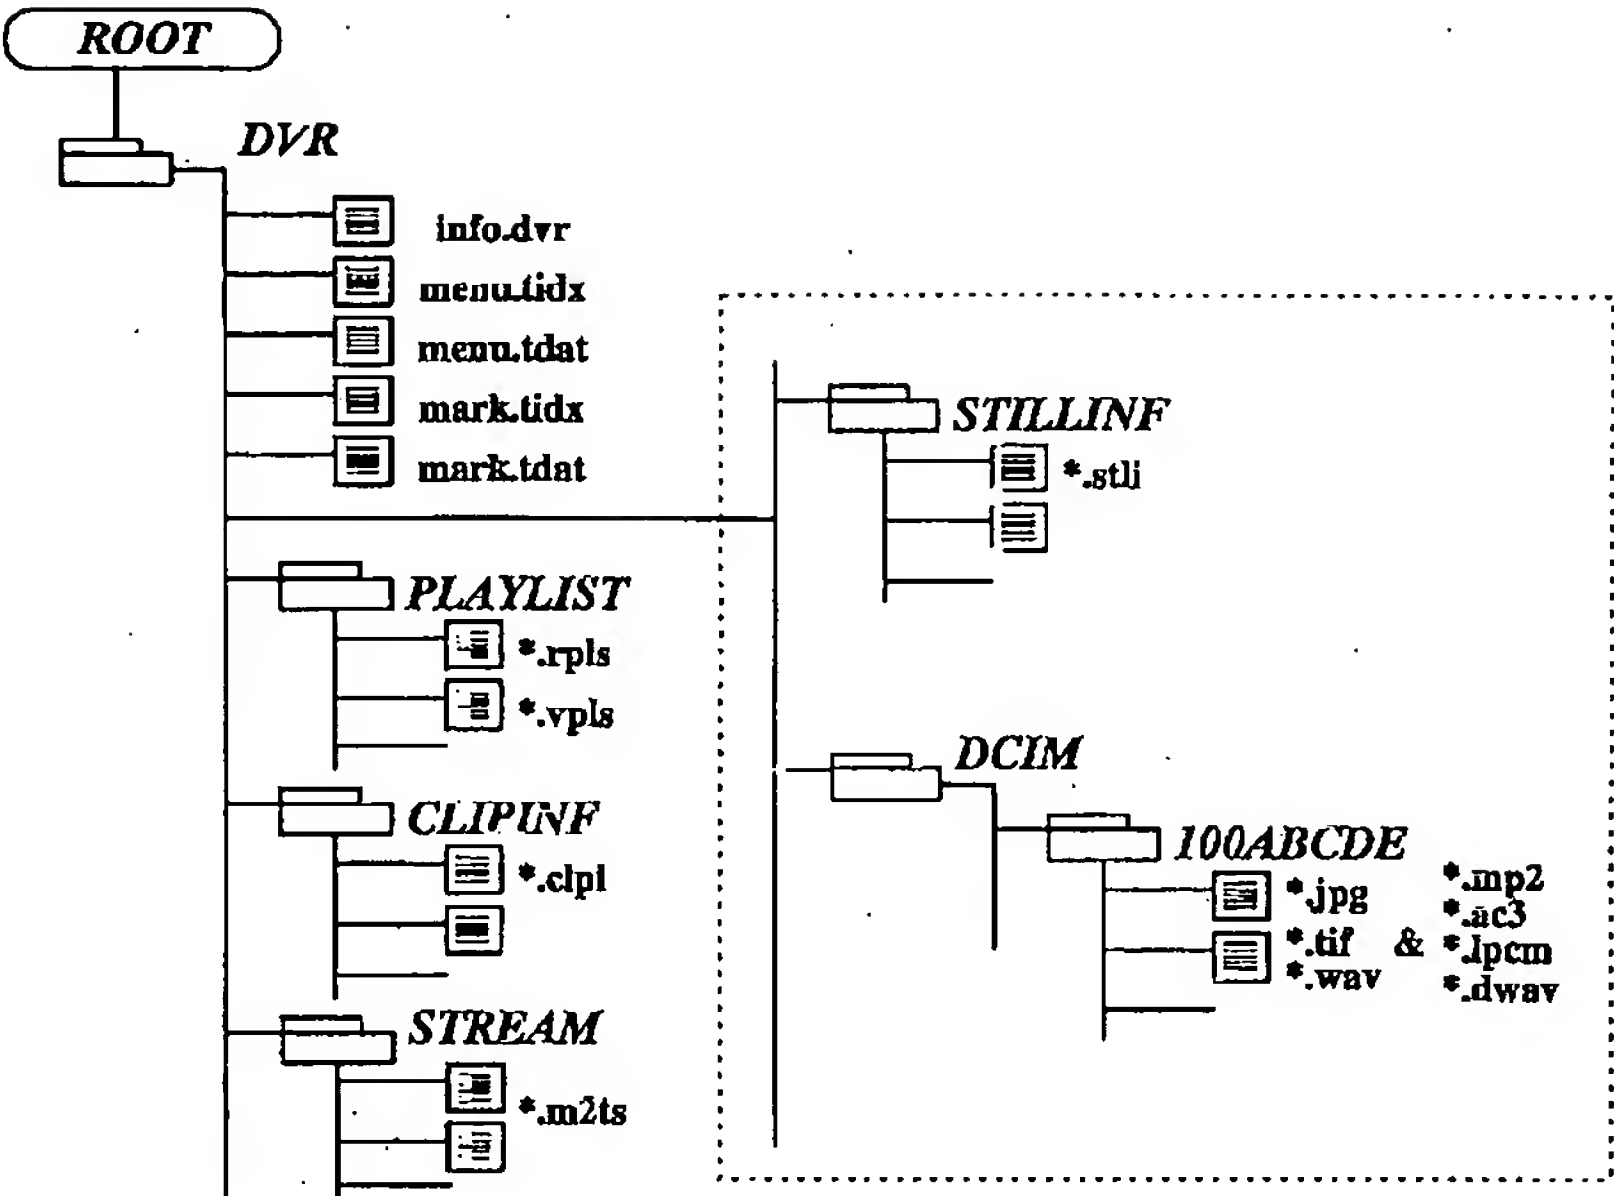 ROOT
DVR
info.dvr
menu.tidx
menu.tdat
mark.tidx
mark.tdat
PLAYLIST
*.rpls
*.vpls
CLIPINF
*.clpi
STREAM
*.m2ts
STILLINF
*.stli
DCIM
100ABCDE
*.jpg
*.tif & 
*.wav
*.mp2
*.ac3
*.lpcm
*.dwav